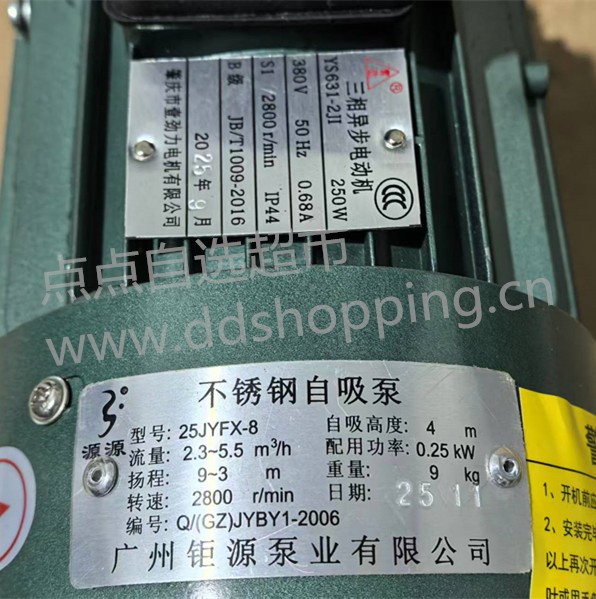 三相异步电动机
YS631-2JI 250W
380V 50Hz 0.68A
S1 /2800r/min IP44
B级 JB/T1009-2016
2025年9月
肇庆市壹劲力电机有限公司
点点自选超市
www.ddshopping.cn
不锈钢自吸泵
源源
型号: 25JYFX-8 自吸高度: 4 m
流量: 2.3~5.5 m³/h 配用功率: 0.25 kW
扬程: 9~3 m 重量: 9 kg
转速: 2800 r/min 日期: 25 11
编号: Q/(GZ)JYBY1-2006
广州钜源泵业有限公司
1、开机前应
2、安装完毕
以上再次开